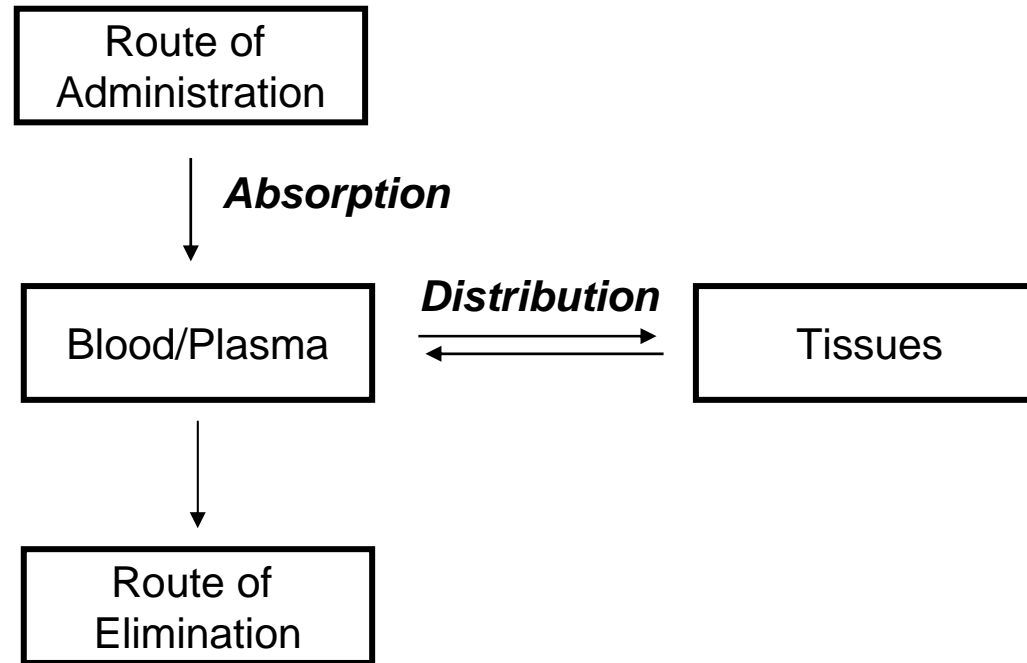 Route of
Administration
Absorption
Distribution
Blood/Plasma
Tissues
Route of
Elimination